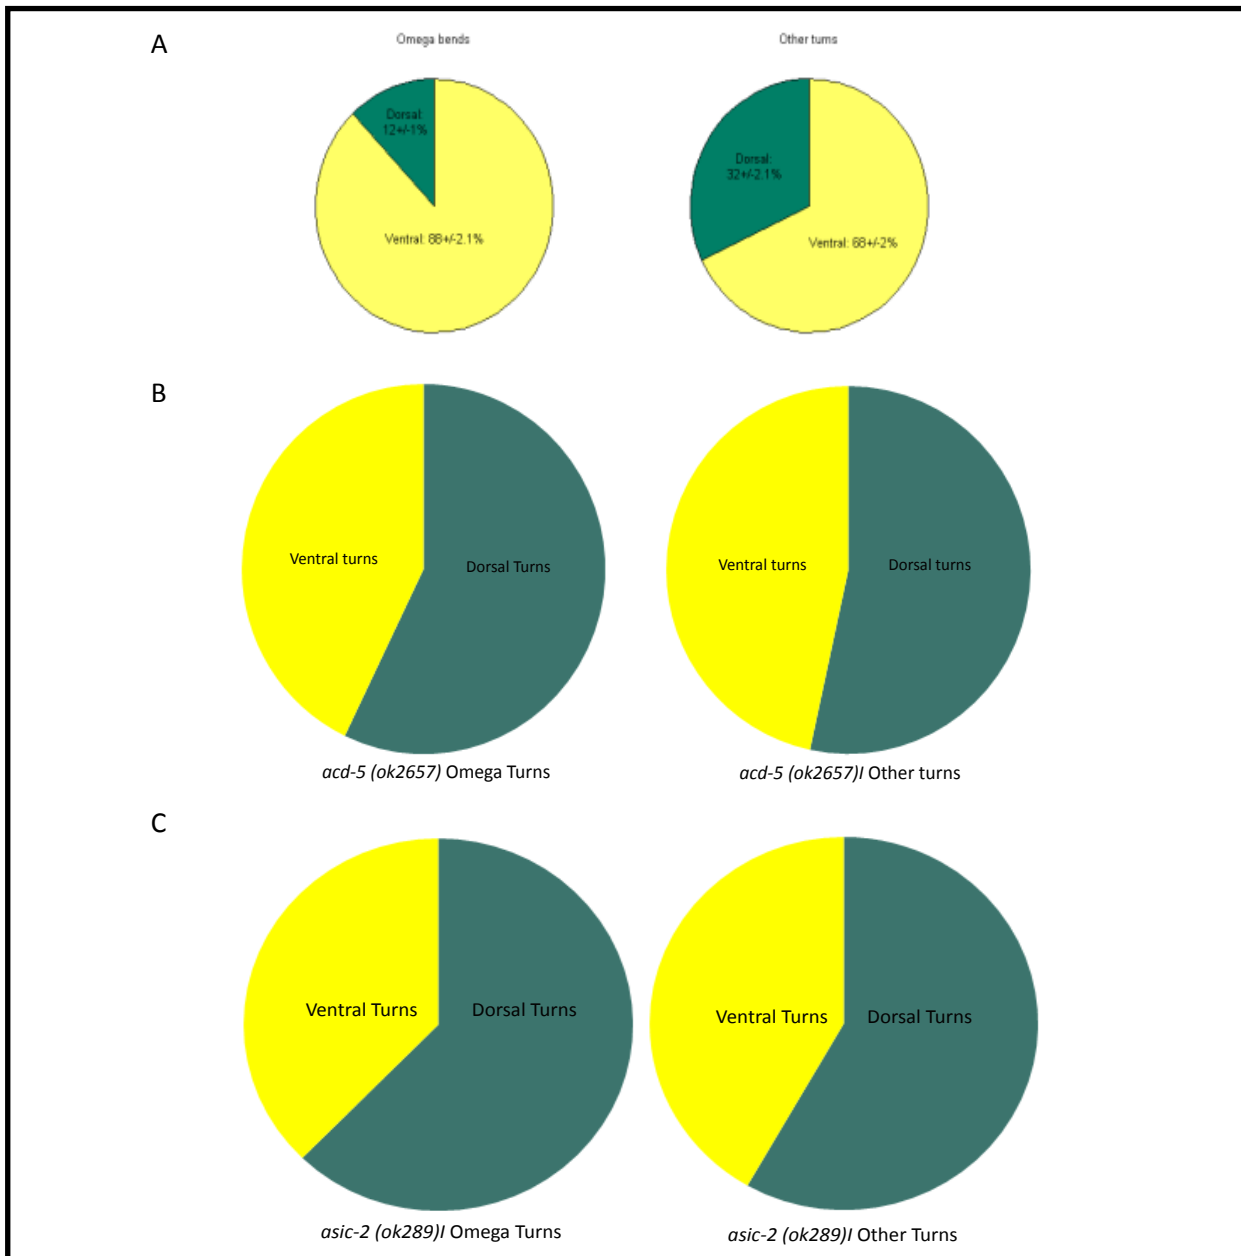 A
Omega bends
Other turns
Dorsal:
12+/-1%
Ventral: 88+/-2.1%
Dorsal:
32+/-2.1%
Ventral: 68+/-2%
B
Ventral turns
Dorsal Turns
Ventral turns
Dorsal turns
acd-5 (ok2657) Omega Turns
acd-5 (ok2657)I Other turns
C
Ventral Turns
Dorsal Turns
Ventral Turns
Dorsal Turns
asic-2 (ok289)I Omega Turns
asic-2 (ok289)I Other Turns